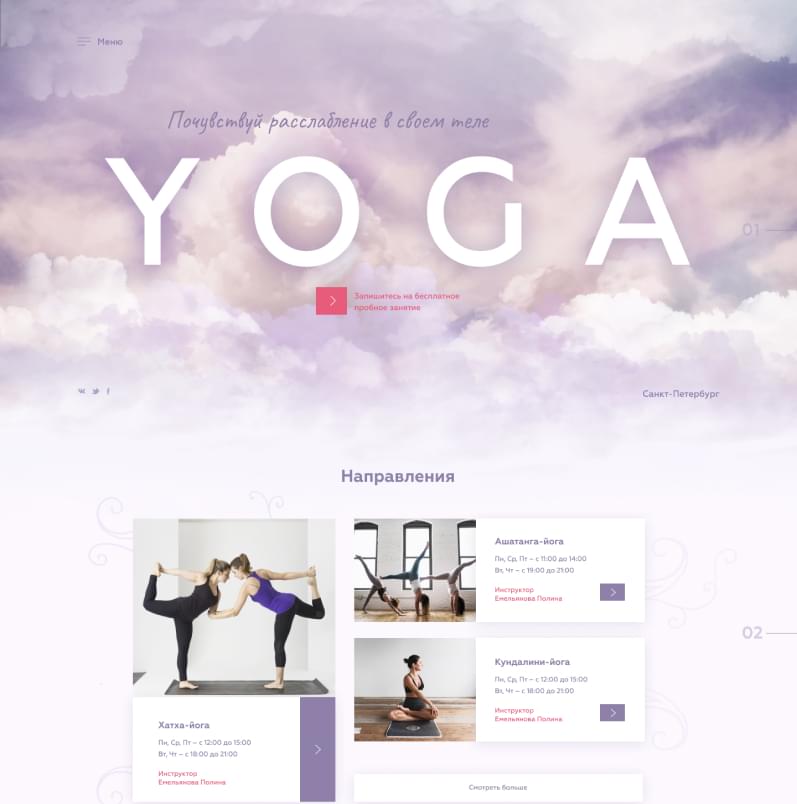 Меню
Почувствуй расслабление в своем теле
YOGA
01
Запишитесь на бесплатное
пробное занятие
Санкт-Петербург
Направления
Ашатанга-йога
Пн, Ср, Пт – с 11:00 до 14:00
Вт, Чт – с 19:00 до 21:00
Инструктор
Емельянова Полина
02
Кундалини-йога
Пн, Ср, Пт – с 12:00 до 15:00
Вт, Чт – с 18:00 до 21:00
Инструктор
Емельянова Полина
Хатха-йога
Пн, Ср, Пт – с 12:00 до 15:00
Вт, Чт – с 18:00 до 21:00
Инструктор
Емельянова Полина
Смотреть больше